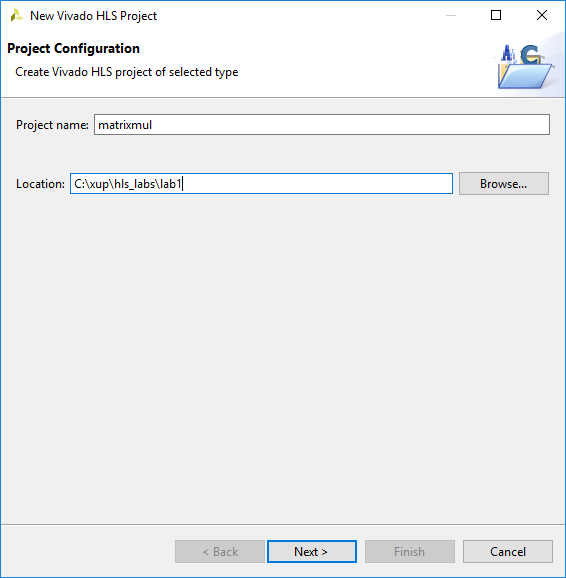 New Vivado HLS Project
Project Configuration
Create Vivado HLS project of selected type
Project name: matrixmul
Location: C:\xup\hls_labs\lab1 Browse...
< Back Next > Finish Cancel